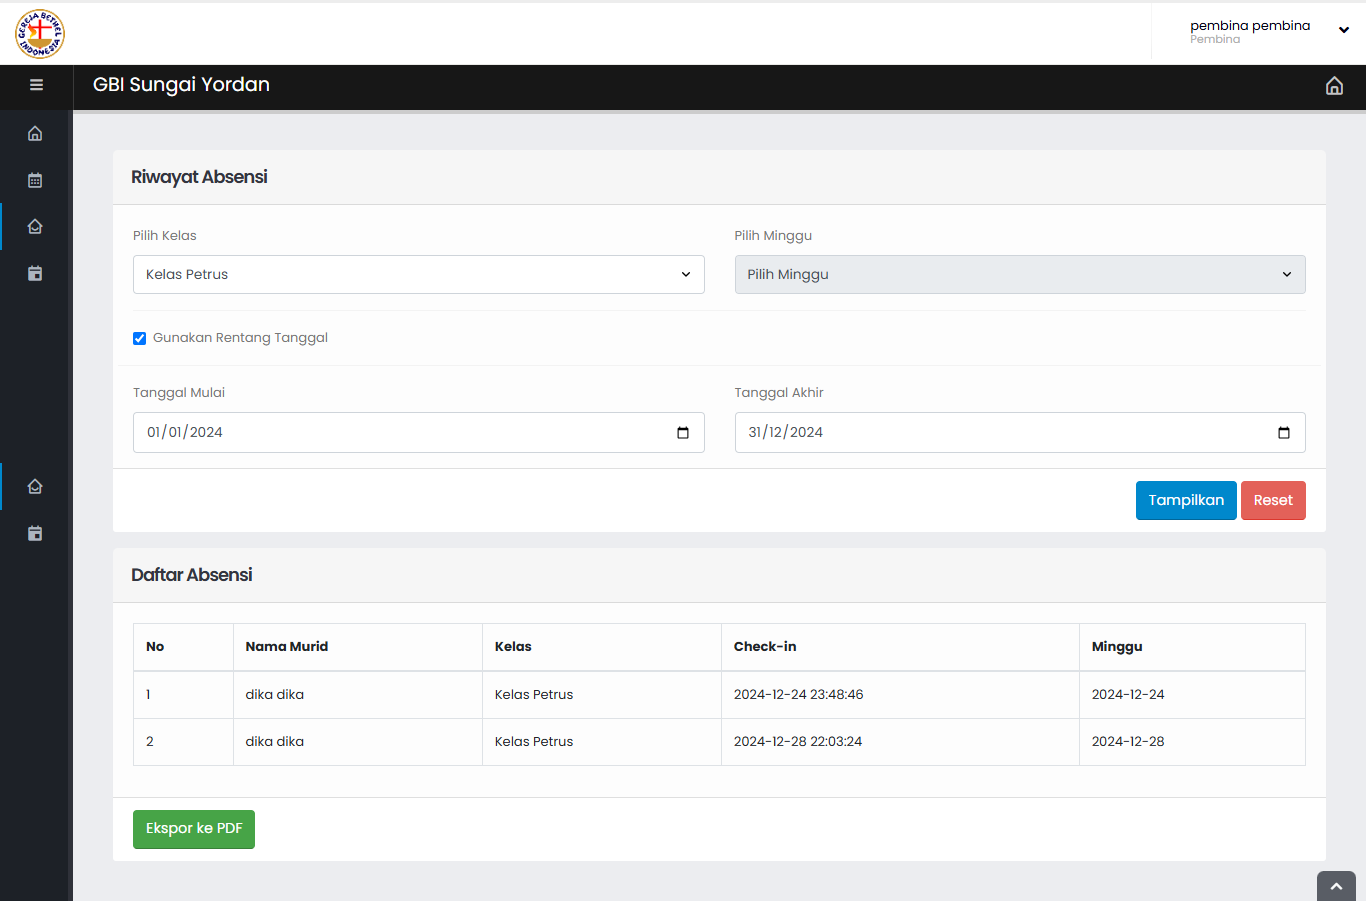 GEREJA BETHEL INDONESIA
pembina pembina
Pembina
GBI Sungai Yordan
Riwayat Absensi
Pilih Kelas
Pilih Minggu
Kelas Petrus
Pilih Minggu
Gunakan Rentang Tanggal
Tanggal Mulai
Tanggal Akhir
01/01/2024
31/12/2024
Tampilkan
Reset
Daftar Absensi
No Nama Murid Kelas Check-in Minggu
1 dika dika Kelas Petrus 2024-12-24 23:48:46 2024-12-24
2 dika dika Kelas Petrus 2024-12-28 22:03:24 2024-12-28
Ekspor ke PDF